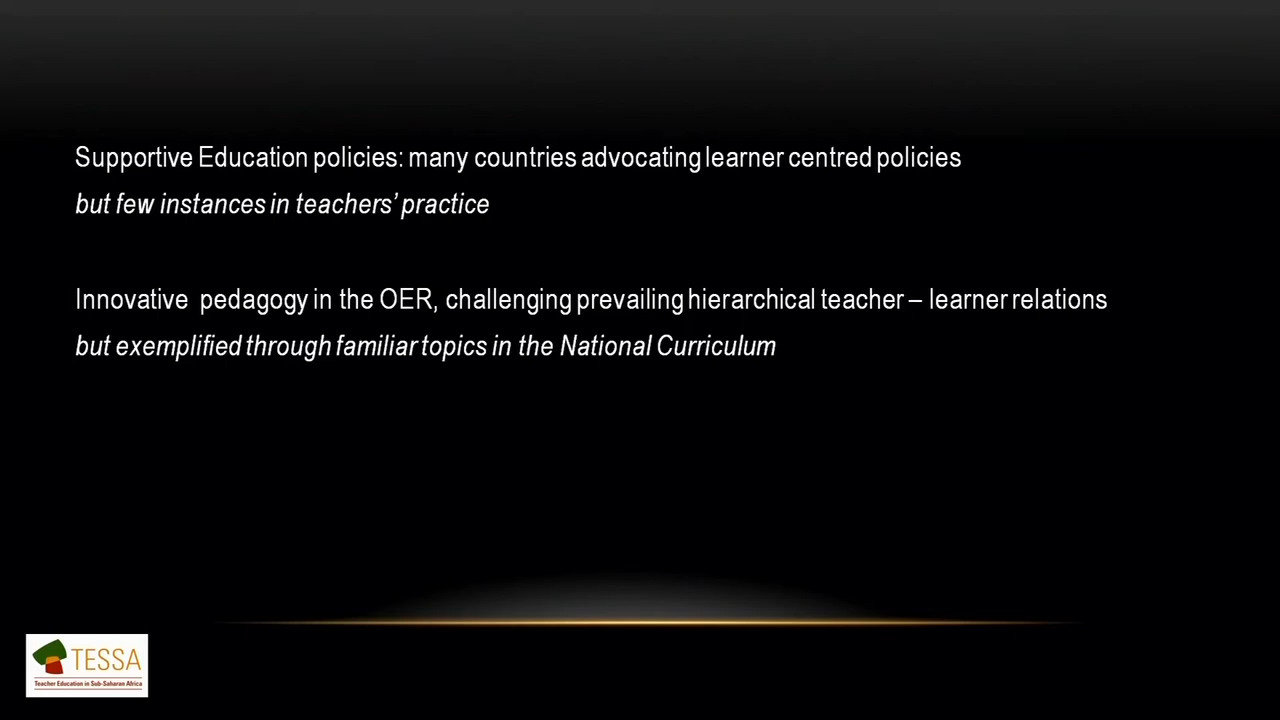 Supportive Education policies: many countries advocating learner centred policies
but few instances in teachers’ practice
Innovative pedagogy in the OER, challenging prevailing hierarchical teacher – learner relations
but exemplified through familiar topics in the National Curriculum
TESSA
Teacher Education in Sub-Saharan Africa